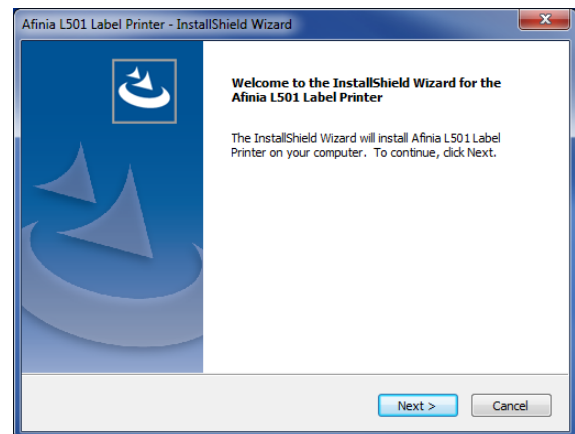 Afinia L501 Label Printer - InstallShield Wizard
Welcome to the InstallShield Wizard for the
Afinia L501 Label Printer
The InstallShield Wizard will install Afinia L501 Label
Printer on your computer. To continue, click Next.
Next >
Cancel